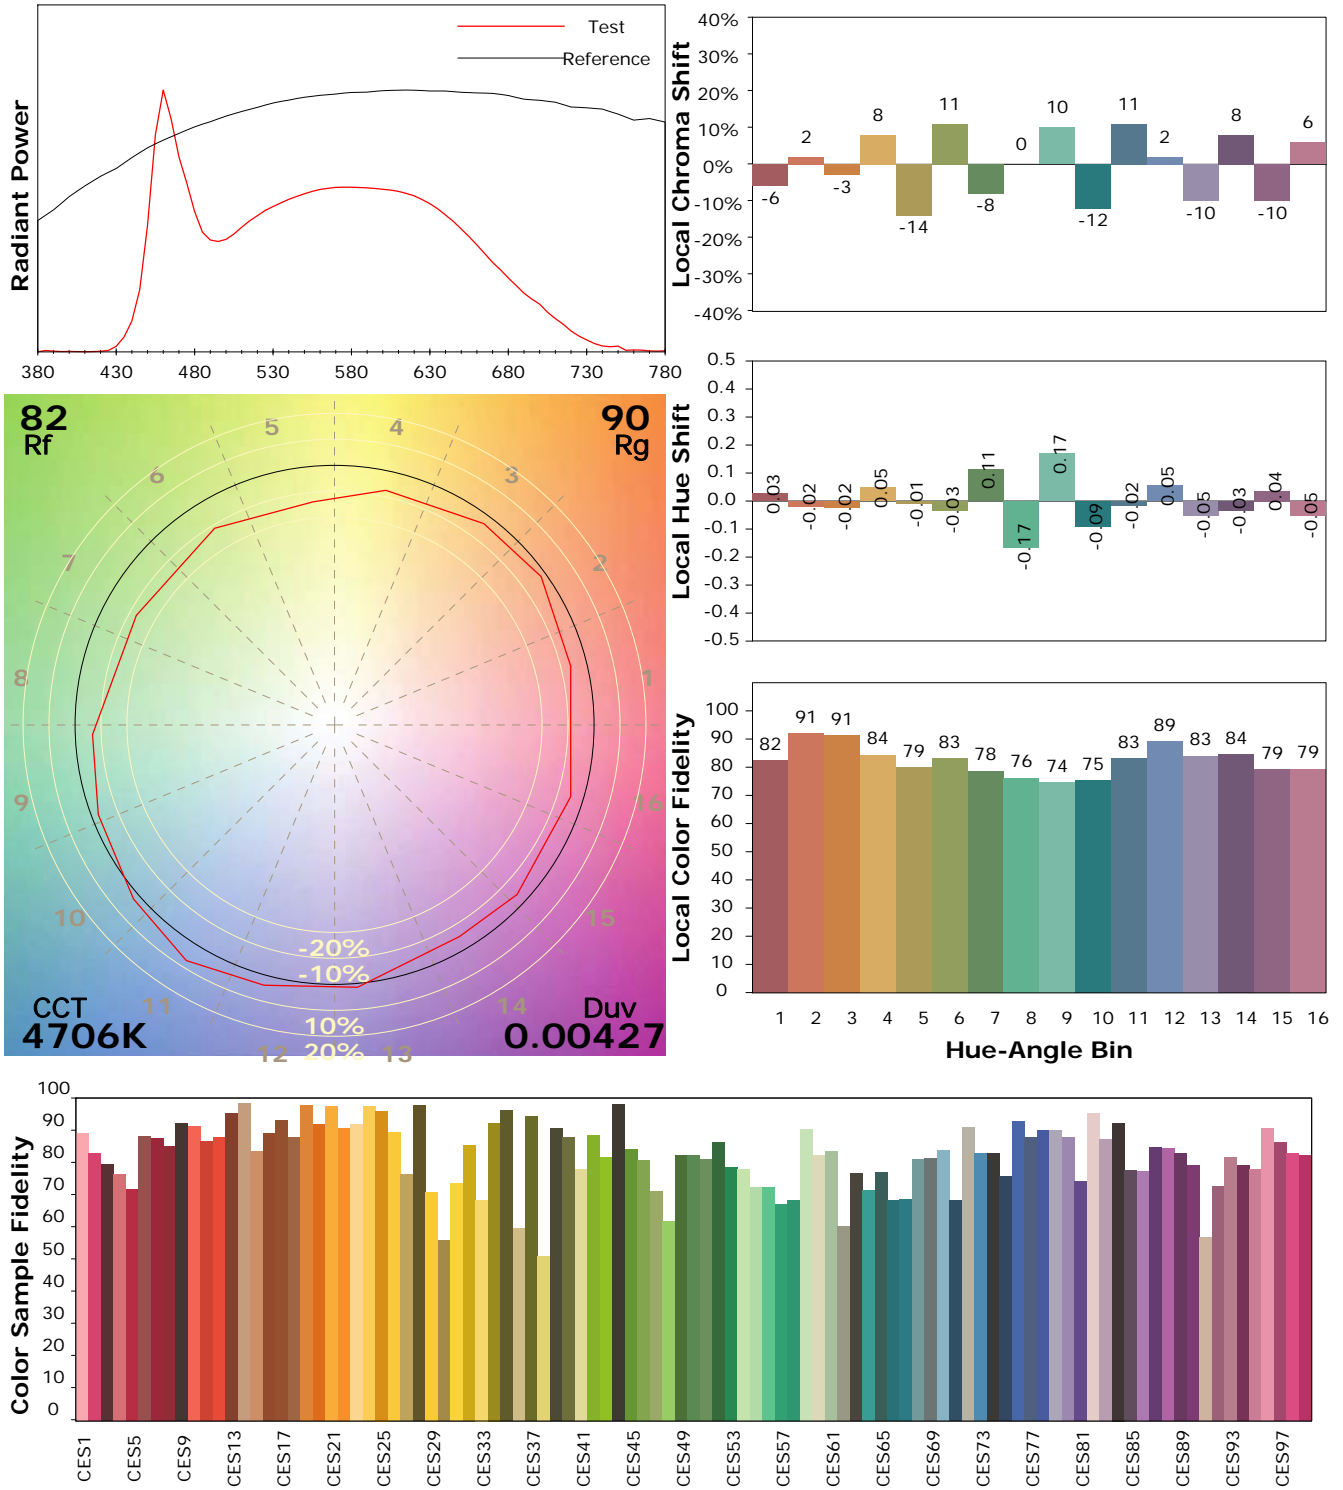 Test
Reference
Radiant Power
380 430 480 530 580 630 680 730 780
Local Chroma Shift
40%
30%
20%
10%
0%
-10%
-20%
-30%
-40%
-6 2 -3 8 -14 11 -8 0 10 -12 11 2 -10 8 -10 6
82
Rf
90
Rg
CCT
4706K
Duv
0.00427
1 2 3 4 5 6 7 8 9 10 11 12 13 14 15 16
-20%
-10%
10%
20%
Local Hue Shift
0.5
0.4
0.3
0.2
0.1
0.0
-0.1
-0.2
-0.3
-0.4
-0.5
0.03 -0.02 -0.02 0.05 -0.01 -0.03 0.11 -0.17 0.17 -0.09 -0.02 0.05 -0.05 -0.03 0.04 -0.05
Local Color Fidelity
100
90
80
70
60
50
40
30
20
10
0
82 91 91 84 79 83 78 76 74 75 83 89 83 84 79 79
1 2 3 4 5 6 7 8 9 10 11 12 13 14 15 16
Hue-Angle Bin
Color Sample Fidelity
100
90
80
70
60
50
40
30
20
10
0
CES1 CES5 CES9 CES13 CES17 CES21 CES25 CES29 CES33 CES37 CES41 CES45 CES49 CES53 CES57 CES61 CES65 CES69 CES73 CES77 CES81 CES85 CES89 CES93 CES97